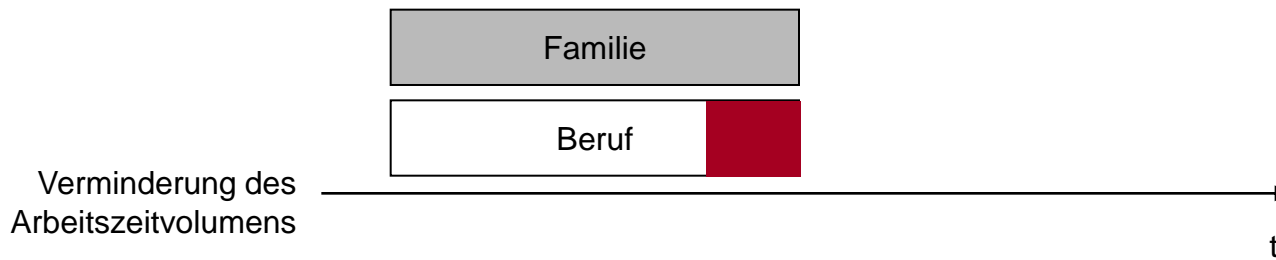 Familie
Beruf
Verminderung des
Arbeitszeitvolumens
t